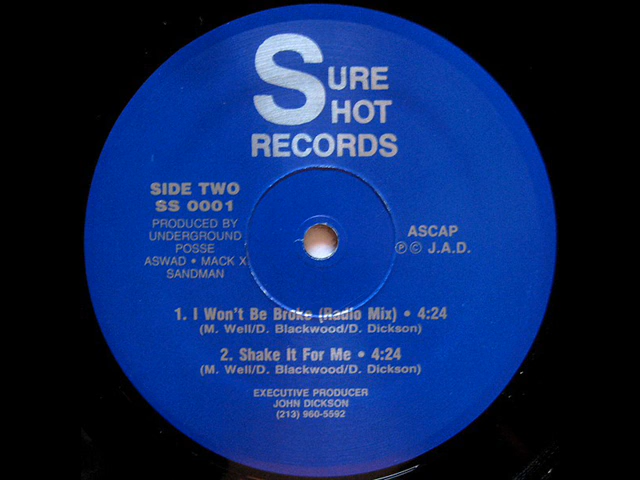 SURE
SHOT
RECORDS
SIDE TWO
SS 0001
PRODUCED BY
UNDERGROUND
POSSE
ASWAD • MACK X
SANDMAN
ASCAP
Ⓟ © J.A.D.
1. I Won't Be Broke (Radio Mix) • 4:24
(M. Well/D. Blackwood/D. Dickson)
2. Shake It For Me • 4:24
(M. Well/D. Blackwood/D. Dickson)
EXECUTIVE PRODUCER
JOHN DICKSON
(213) 960-5592